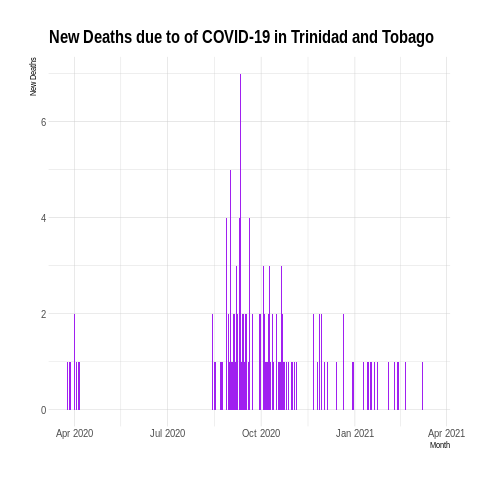 New Deaths due to of COVID-19 in Trinidad and Tobago
New Deaths
6
4
2
0
Apr 2020 Jul 2020 Oct 2020 Jan 2021 Apr 2021
Month